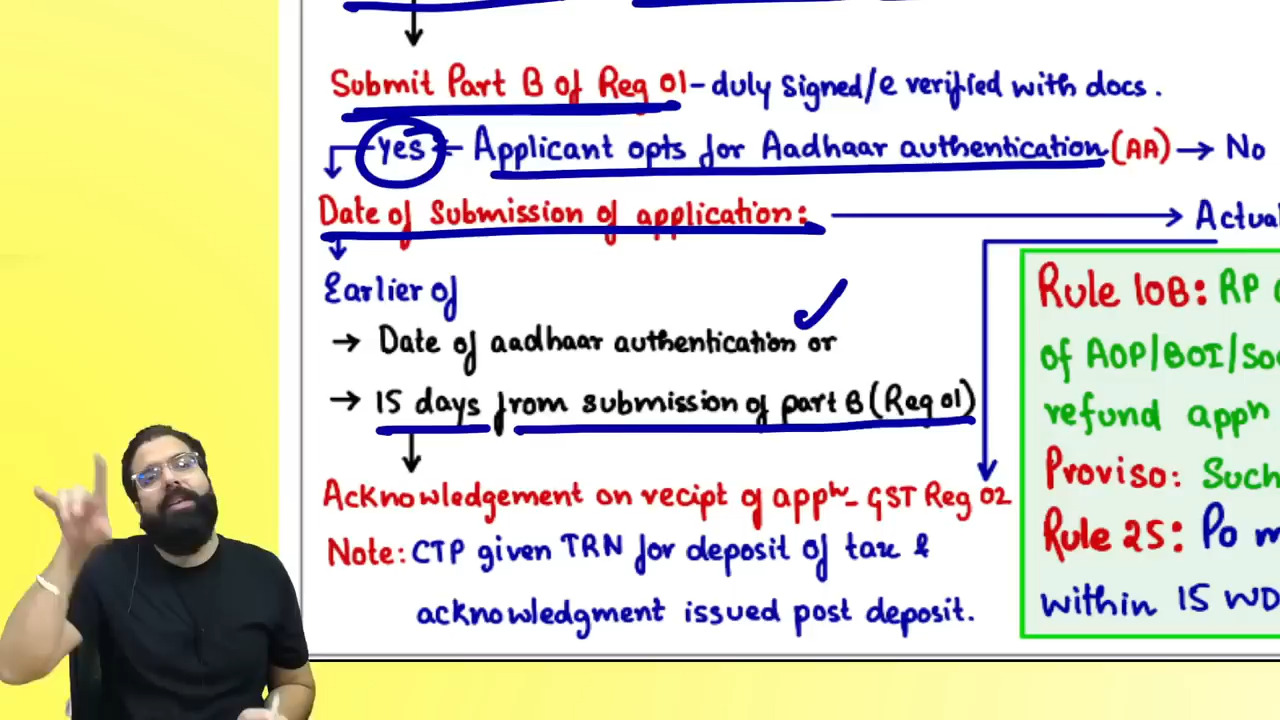 Submit Part B of Reg 01 - duly signed/e verified with docs.
Yes ← Applicant opts for Aadhaar authentication (AA) → No
Date of Submission of application: → Actual
Earlier of
→ Date of aadhaar authentication or
→ 15 days from submission of part B (Reg 01)
Acknowledgement on recipt of appln - GST Reg 02
Note: CTP given TRN for deposit of tax &
acknowledgment issued post deposit.
Rule 10B: RP
of AOP/BOI/So
refund appn
Proviso: Such
Rule 25: Po m
within 15 WD